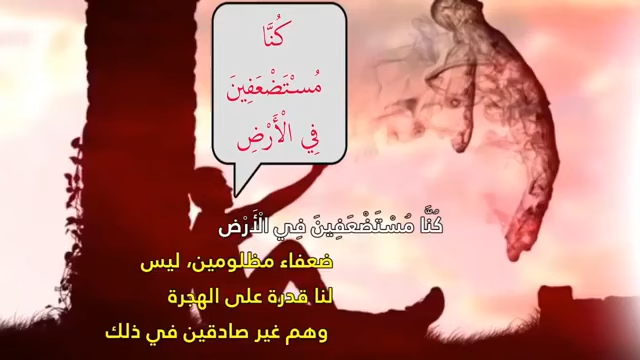 كُنَّا
مُسْتَضْعَفِينَ
فِي الْأَرْضِ
كُنَّا مُسْتَضْعَفِينَ فِي الْأَرْضِ
ضعفاء مظلومين، ليس
لنا قدرة على الهجرة
وهم غير صادقين في ذلك